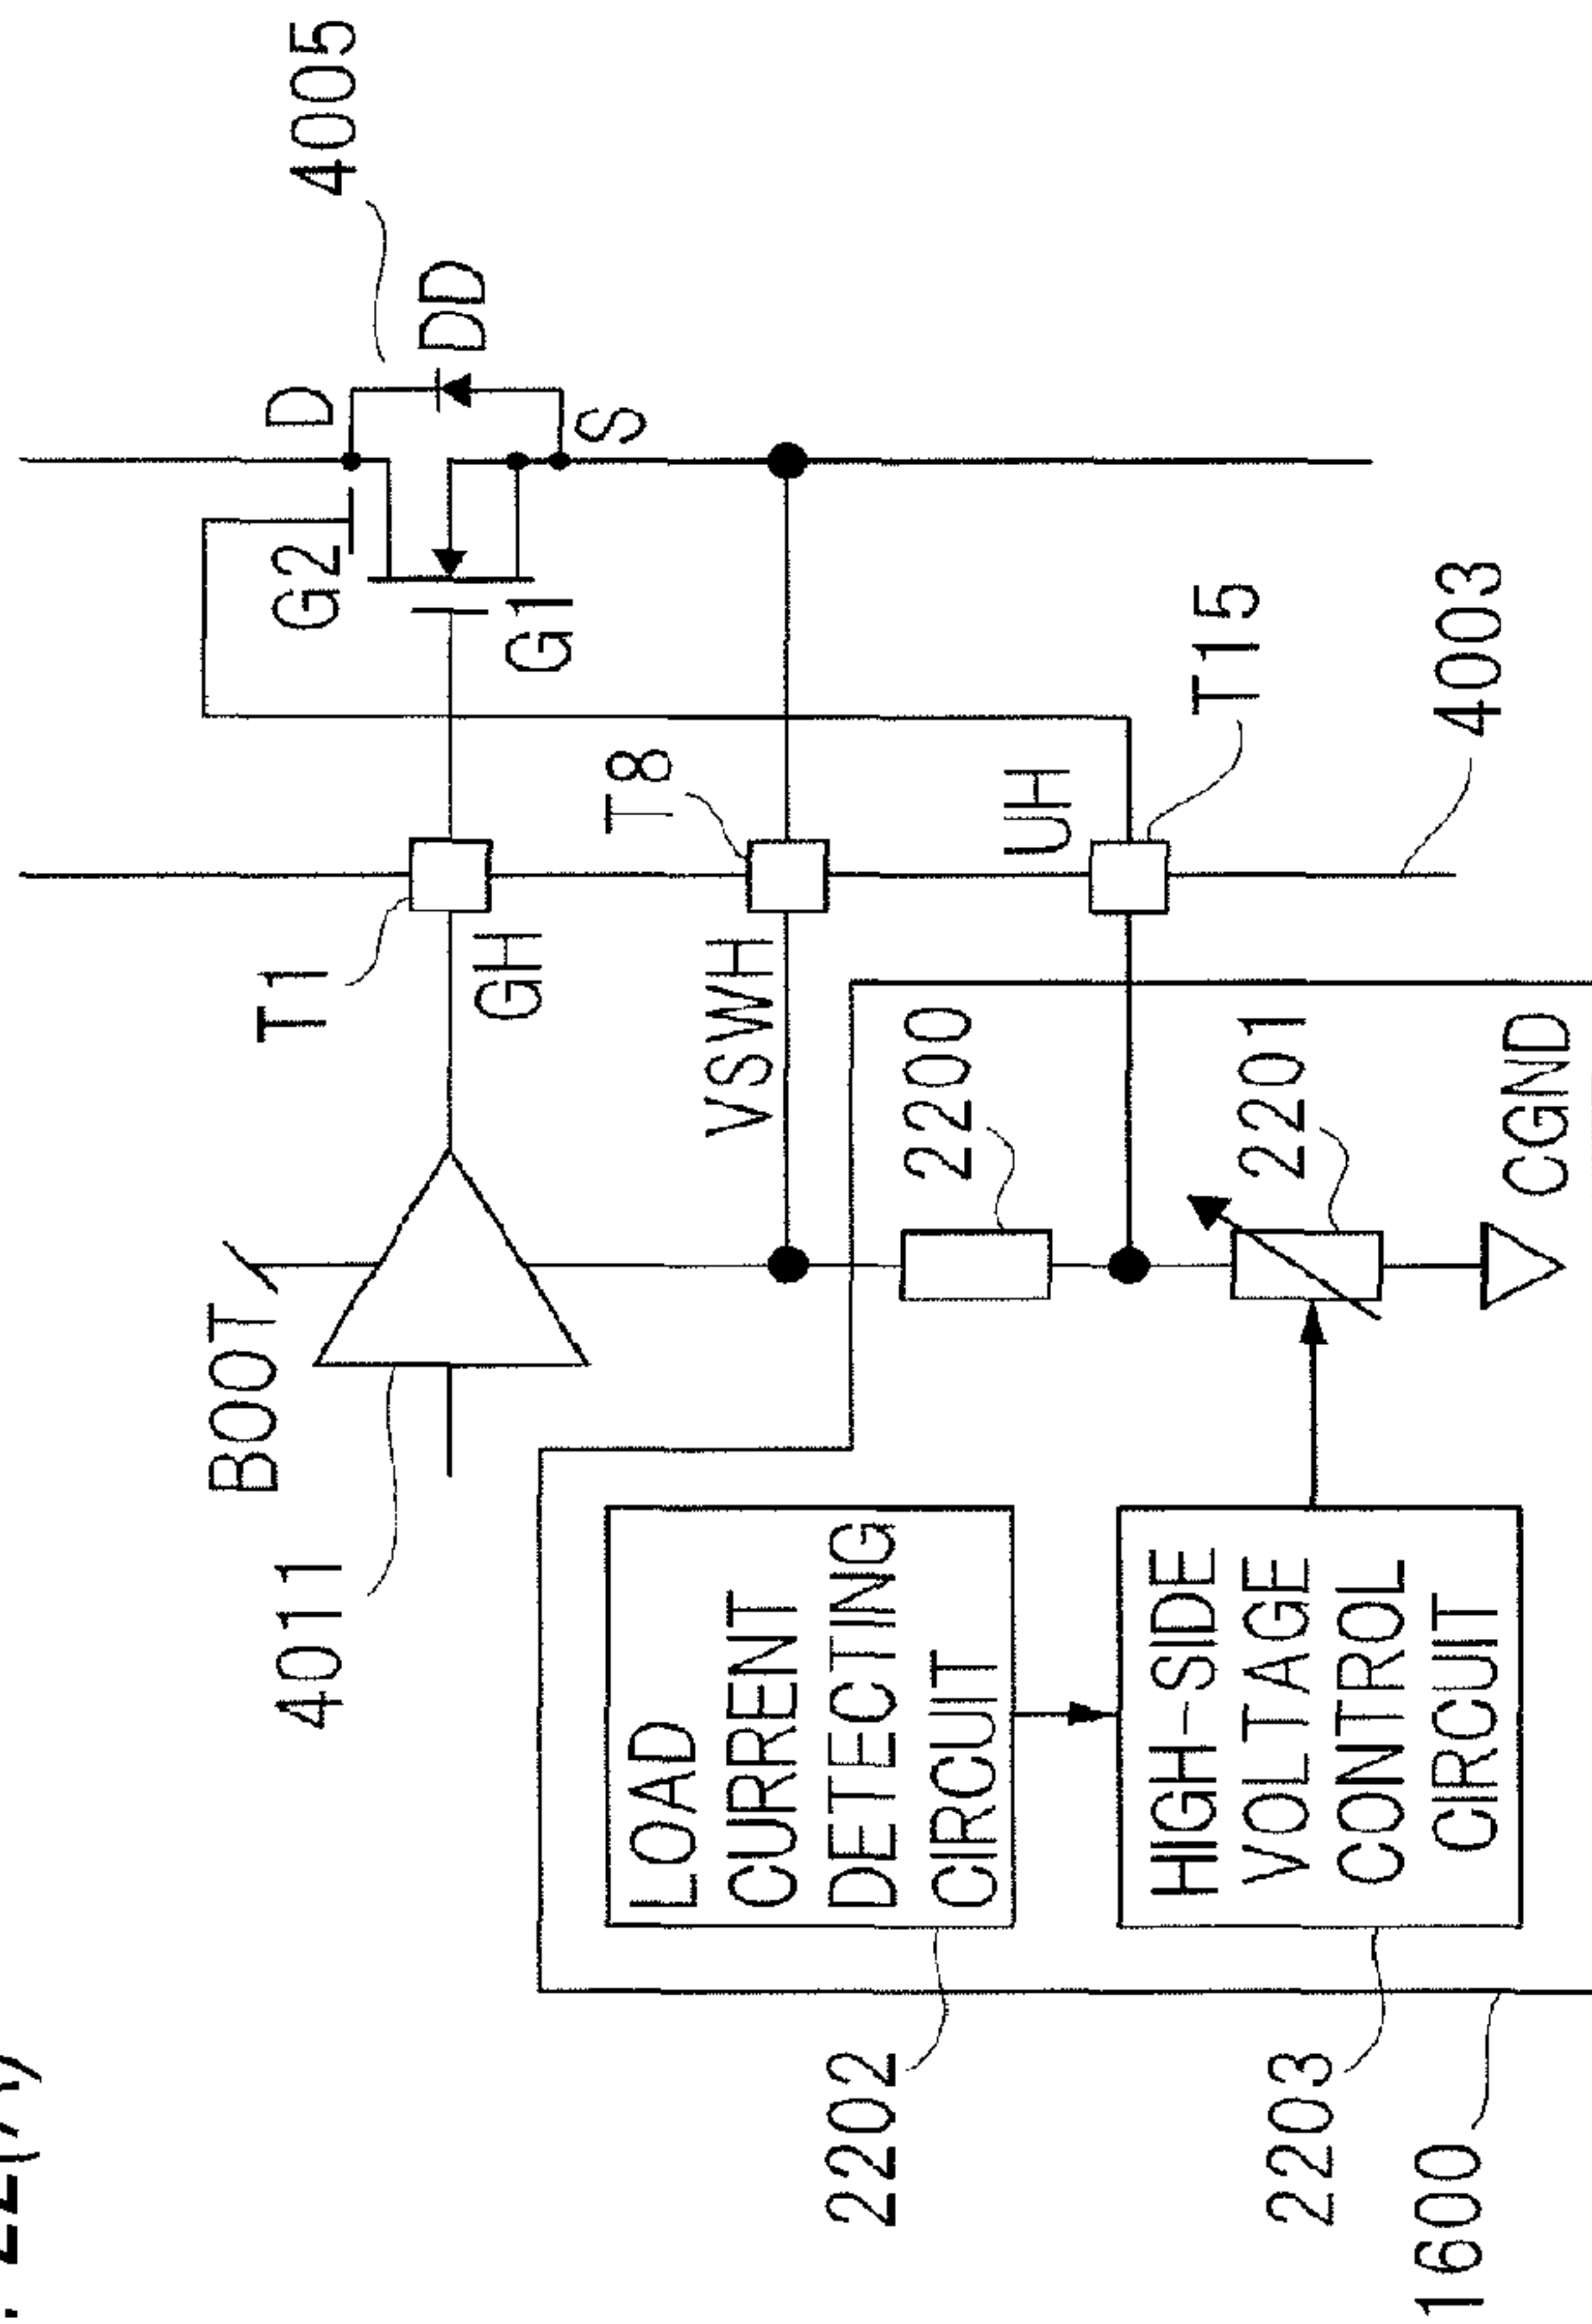 BOOT
4011
T1
G2
D
4005
DD
GH
G1
S
T8
VSWH
LOAD
CURRENT
DETECTING
CIRCUIT
2202
2200
UH
T15
HIGH-SIDE
VOLTAGE
CONTROL
CIRCUIT
2203
2201
1600
CGND
4003